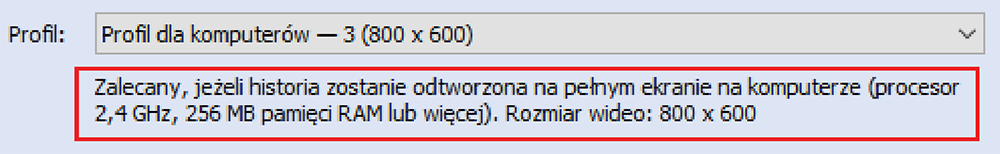 Profil: Profil dla komputerów — 3 (800 x 600)
Zalecany, jeżeli historia zostanie odtworzona na pełnym ekranie na komputerze (procesor
2,4 GHz, 256 MB pamięci RAM lub więcej). Rozmiar wideo: 800 x 600